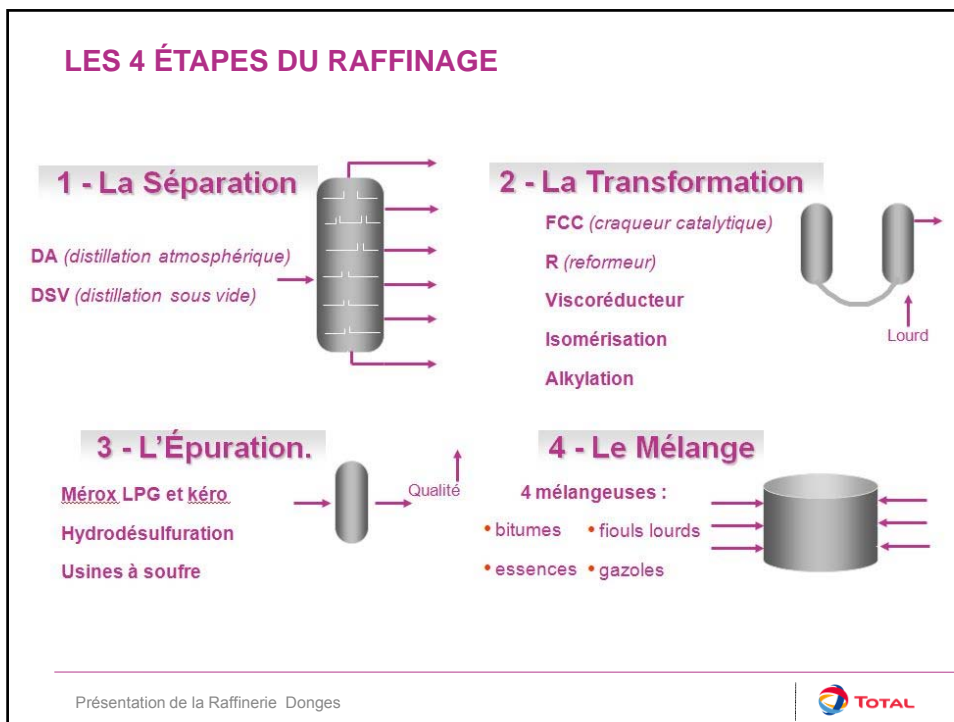 LES 4 ÉTAPES DU RAFFINAGE
1 - La Séparation
DA (distillation atmosphérique)
DSV (distillation sous vide)
2 - La Transformation
FCC (craqueur catalytique)
R (reformeur)
Viscoréducteur
Isomérisation
Alkylation
Lourd
3 - L'Épuration.
Mérox LPG et kéro
Hydrodésulfuration
Usines à soufre
Qualité
4 - Le Mélange
4 mélangeuses :
• bitumes • fiouls lourds
• essences • gazoles
Présentation de la Raffinerie Donges
TOTAL